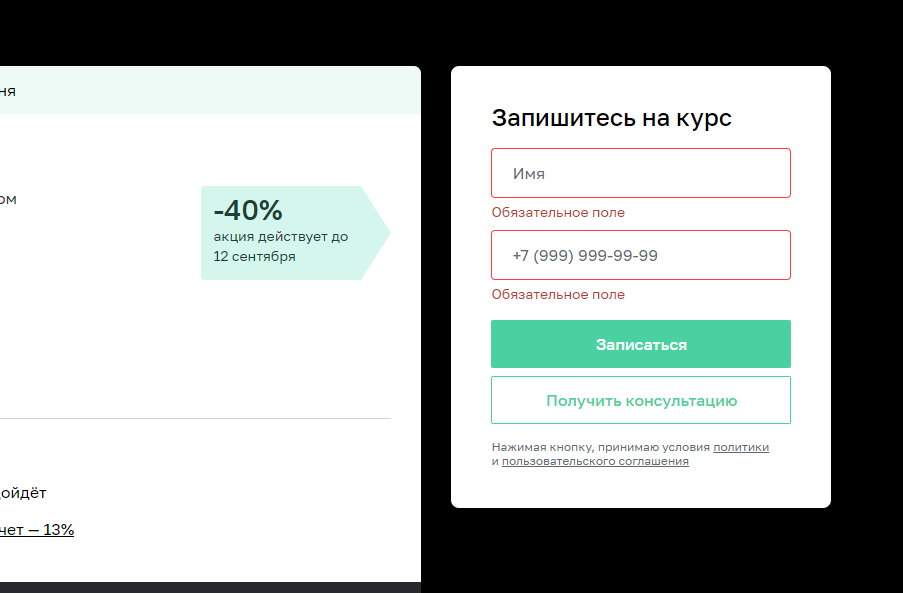 ня
ом
-40%
акция действует до
12 сентября
ойдёт
чет — 13%
Запишитесь на курс
Имя
Обязательное поле
+7 (999) 999-99-99
Обязательное поле
Записаться
Получить консультацию
Нажимая кнопку, принимаю условия политики
и пользовательского соглашения